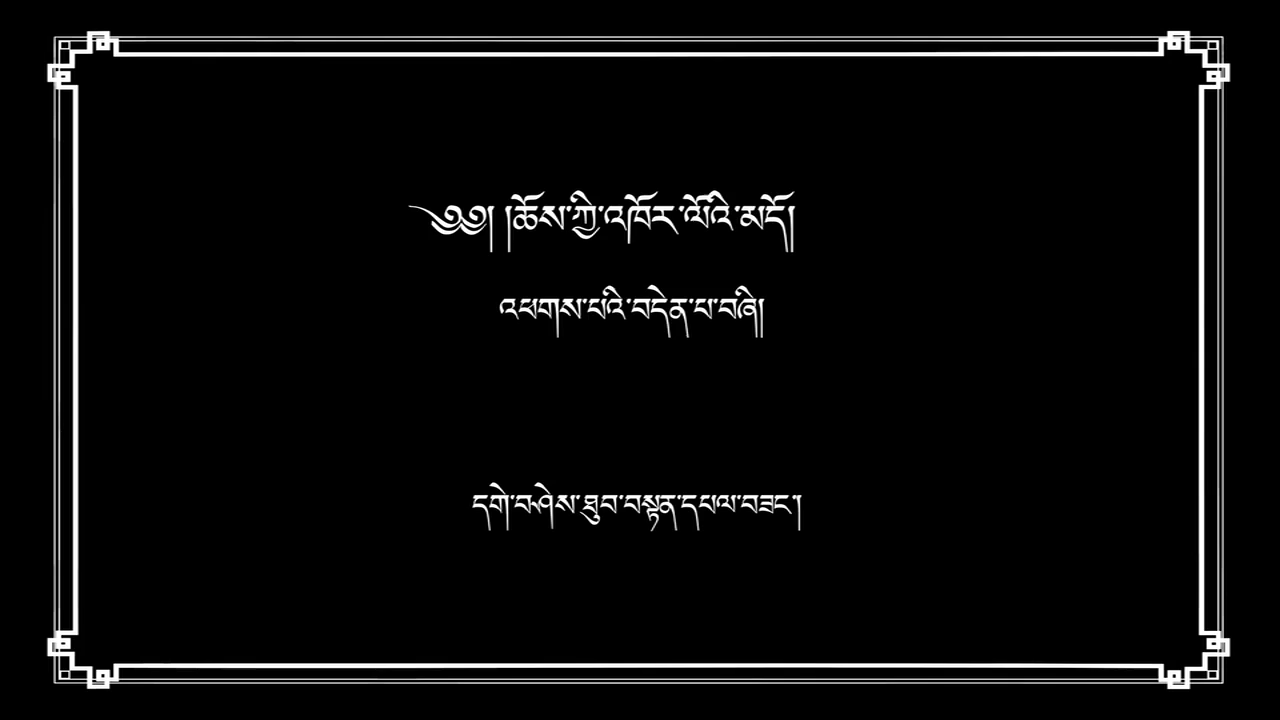 ༄༅། །ཆོས་ཀྱི་འཁོར་ལོའི་མདོ།
འཕགས་པའི་བདེན་པ་བཞི།
དགེ་བཤེས་ཐུབ་བསྟན་དཔལ་བཟང་།